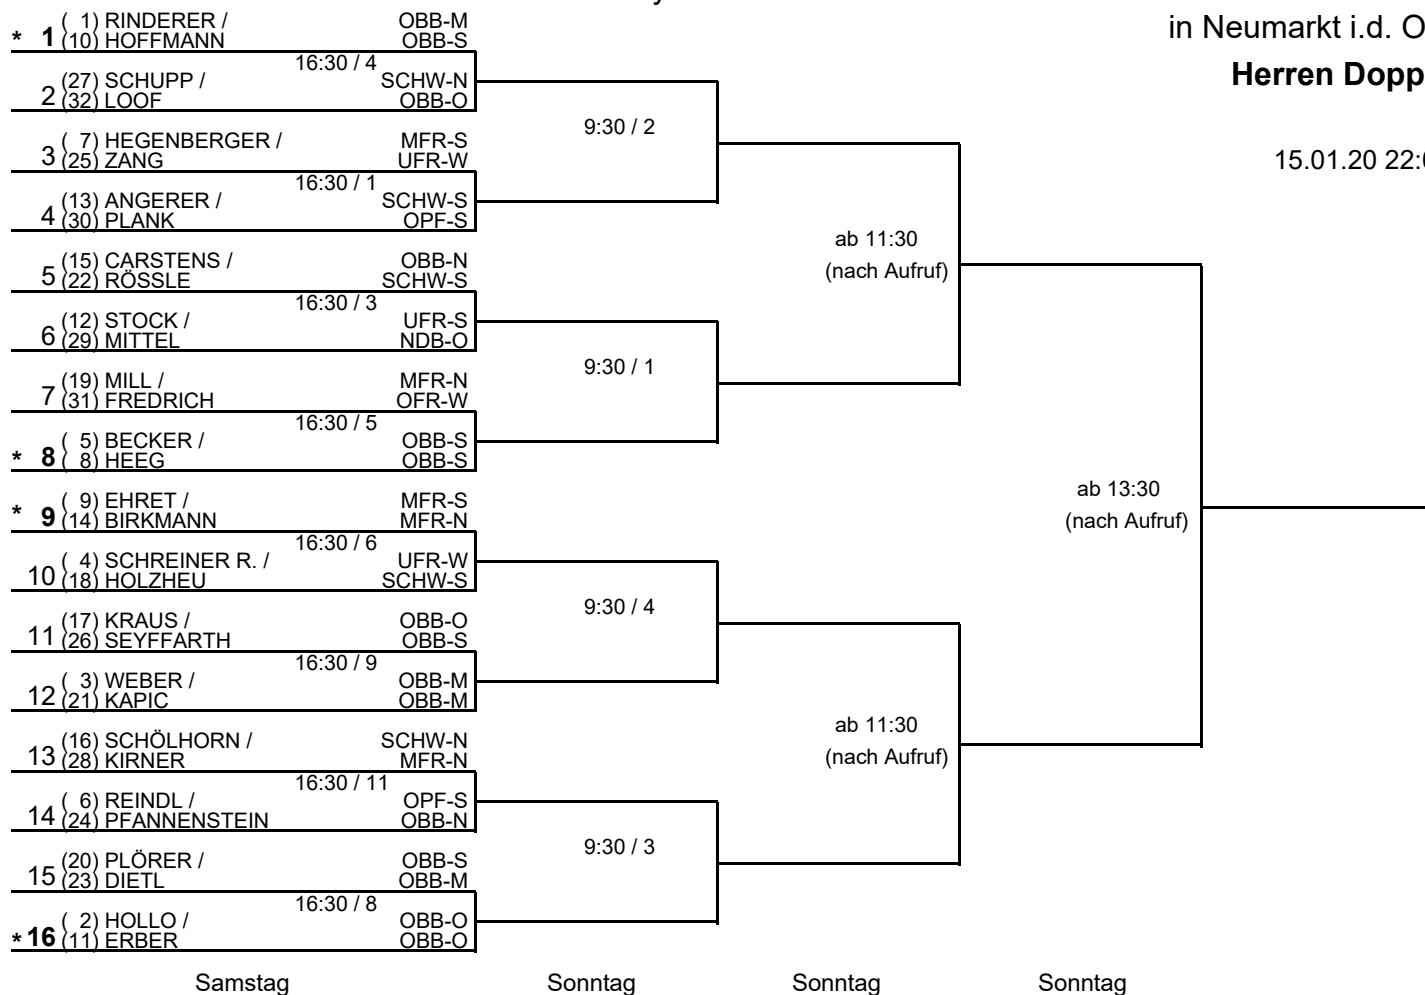 in Neumarkt i.d. O
Herren Dopp
15.01.20 22:
( 1) RINDERER / OBB-M
* 1 (10) HOFFMANN OBB-S
16:30 / 4
(27) SCHUPP / SCHW-N
2 (32) LOOF OBB-O
9:30 / 2
( 7) HEGENBERGER / MFR-S
3 (25) ZANG UFR-W
16:30 / 1
(13) ANGERER / SCHW-S
4 (30) PLANK OPF-S
ab 11:30
(nach Aufruf)
(15) CARSTENS / OBB-N
5 (22) RÖSSLE SCHW-S
16:30 / 3
(12) STOCK / UFR-S
6 (29) MITTEL NDB-O
9:30 / 1
(19) MILL / MFR-N
7 (31) FREDRICH OFR-W
16:30 / 5
( 5) BECKER / OBB-S
* 8 ( 8) HEEG OBB-S
ab 13:30
(nach Aufruf)
( 9) EHRET / MFR-S
* 9 (14) BIRKMANN MFR-N
16:30 / 6
( 4) SCHREINER R. / UFR-W
10 (18) HOLZHEU SCHW-S
9:30 / 4
(17) KRAUS / OBB-O
11 (26) SEYFFARTH OBB-S
16:30 / 9
( 3) WEBER / OBB-M
12 (21) KAPIC OBB-M
ab 11:30
(nach Aufruf)
(16) SCHÖLHORN / SCHW-N
13 (28) KIRNER MFR-N
16:30 / 11
( 6) REINDL / OPF-S
14 (24) PFANNENSTEIN OBB-N
9:30 / 3
(20) PLÖRER / OBB-S
15 (23) DIETL OBB-M
16:30 / 8
( 2) HOLLO / OBB-O
* 16 (11) ERBER OBB-O
Samstag Sonntag Sonntag Sonntag